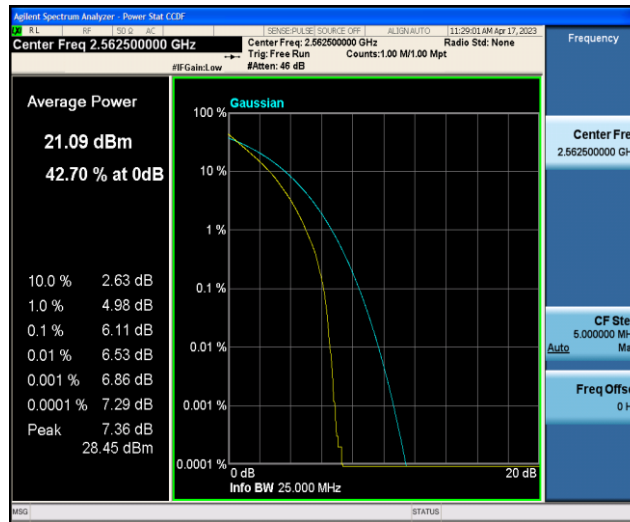 Agilent Spectrum Analyzer - Power Stat CCDF
RL RF 50 Ω AC SENSE:PULSE SOURCE OFF ALIGN AUTO 11:29:01 AM Apr 17, 2023
Center Freq 2.562500000 GHz
Center Freq: 2.562500000 GHz Radio Std: None
Trig: Free Run Counts:1.00 M/1.00 Mpt
#IFGain:Low #Atten: 46 dB
Frequency
Average Power
21.09 dBm
42.70 % at 0dB
10.0 % 2.63 dB
1.0 % 4.98 dB
0.1 % 6.11 dB
0.01 % 6.53 dB
0.001 % 6.86 dB
0.0001 % 7.29 dB
Peak 7.36 dB
28.45 dBm
Gaussian
100 %
10 %
1 %
0.1 %
0.01 %
0.001 %
0.0001 %
0 dB 20 dB
Info BW 25.000 MHz
Center Fre
2.562500000 GH
CF Ste
5.000000 MH
Auto Ma
Freq Offs
0 H
MSG STATUS